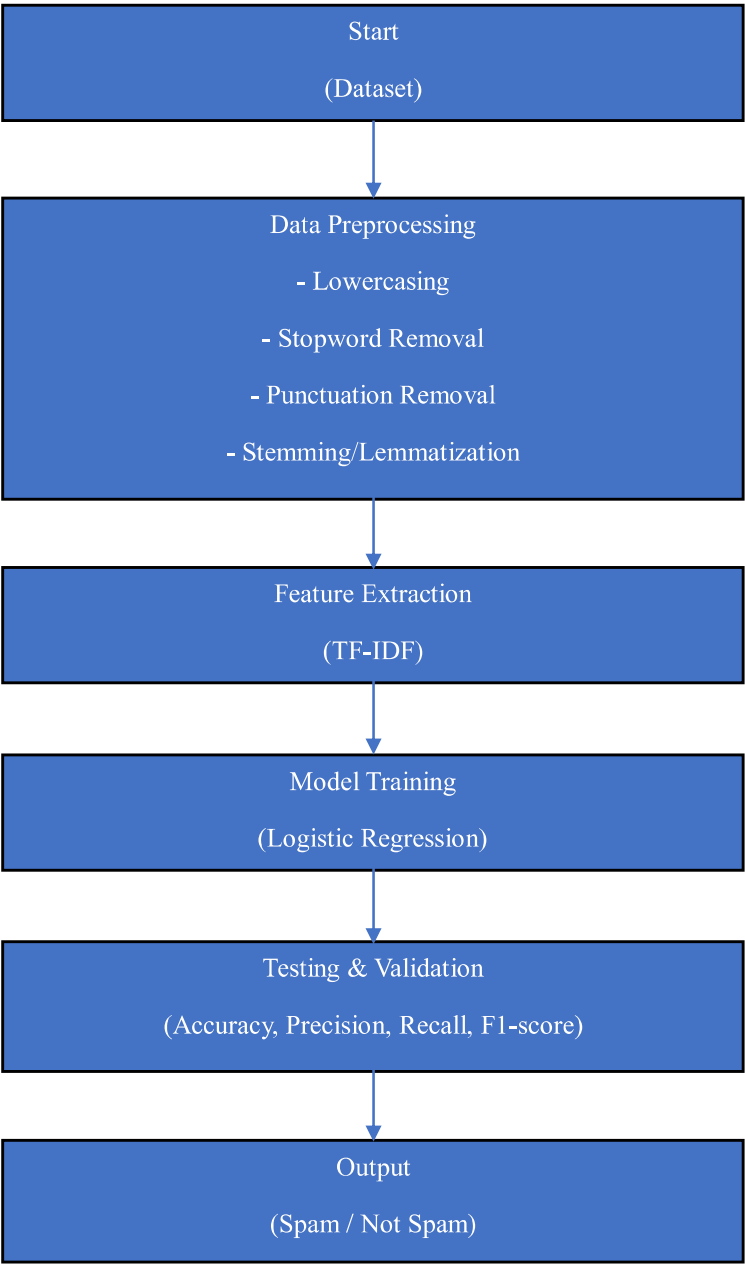 Start
(Dataset)
Data Preprocessing
- Lowercasing
- Stopword Removal
- Punctuation Removal
- Stemming/Lemmatization
Feature Extraction
(TF-IDF)
Model Training
(Logistic Regression)
Testing & Validation
(Accuracy, Precision, Recall, F1-score)
Output
(Spam / Not Spam)